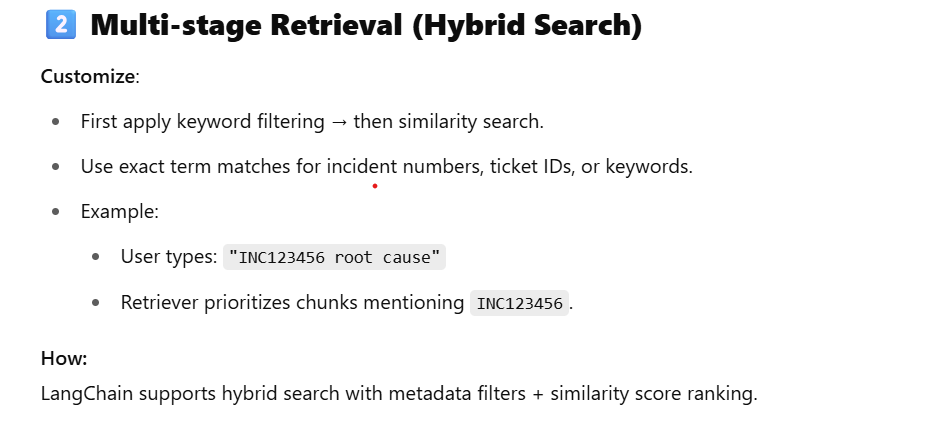 2 Multi-stage Retrieval (Hybrid Search)
Customize:
• First apply keyword filtering → then similarity search.
• Use exact term matches for incident numbers, ticket IDs, or keywords.
• Example:
• User types: "INC123456 root cause"
• Retriever prioritizes chunks mentioning INC123456.
How:
LangChain supports hybrid search with metadata filters + similarity score ranking.